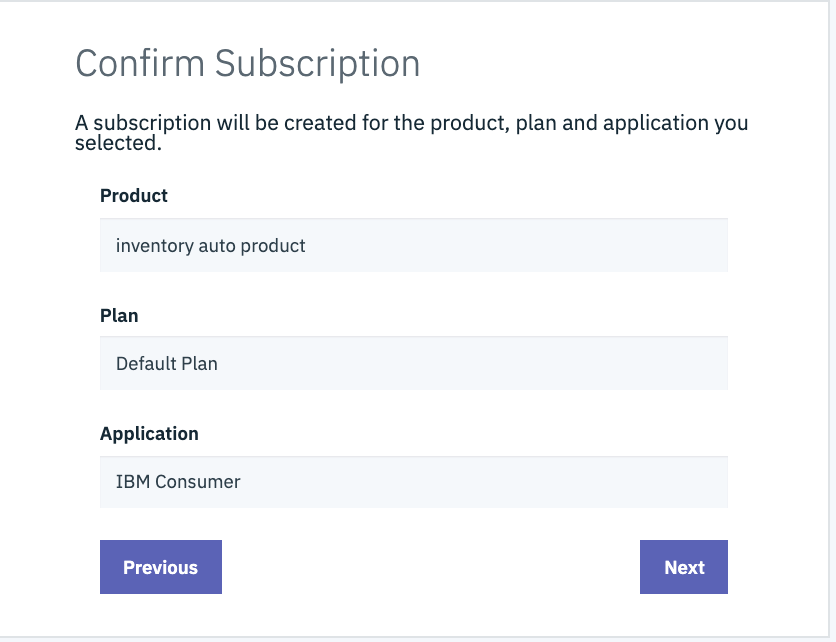 Confirm Subscription
A subscription will be created for the product, plan and application you
selected.
Product
inventory auto product
Plan
Default Plan
Application
IBM Consumer
Previous
Next